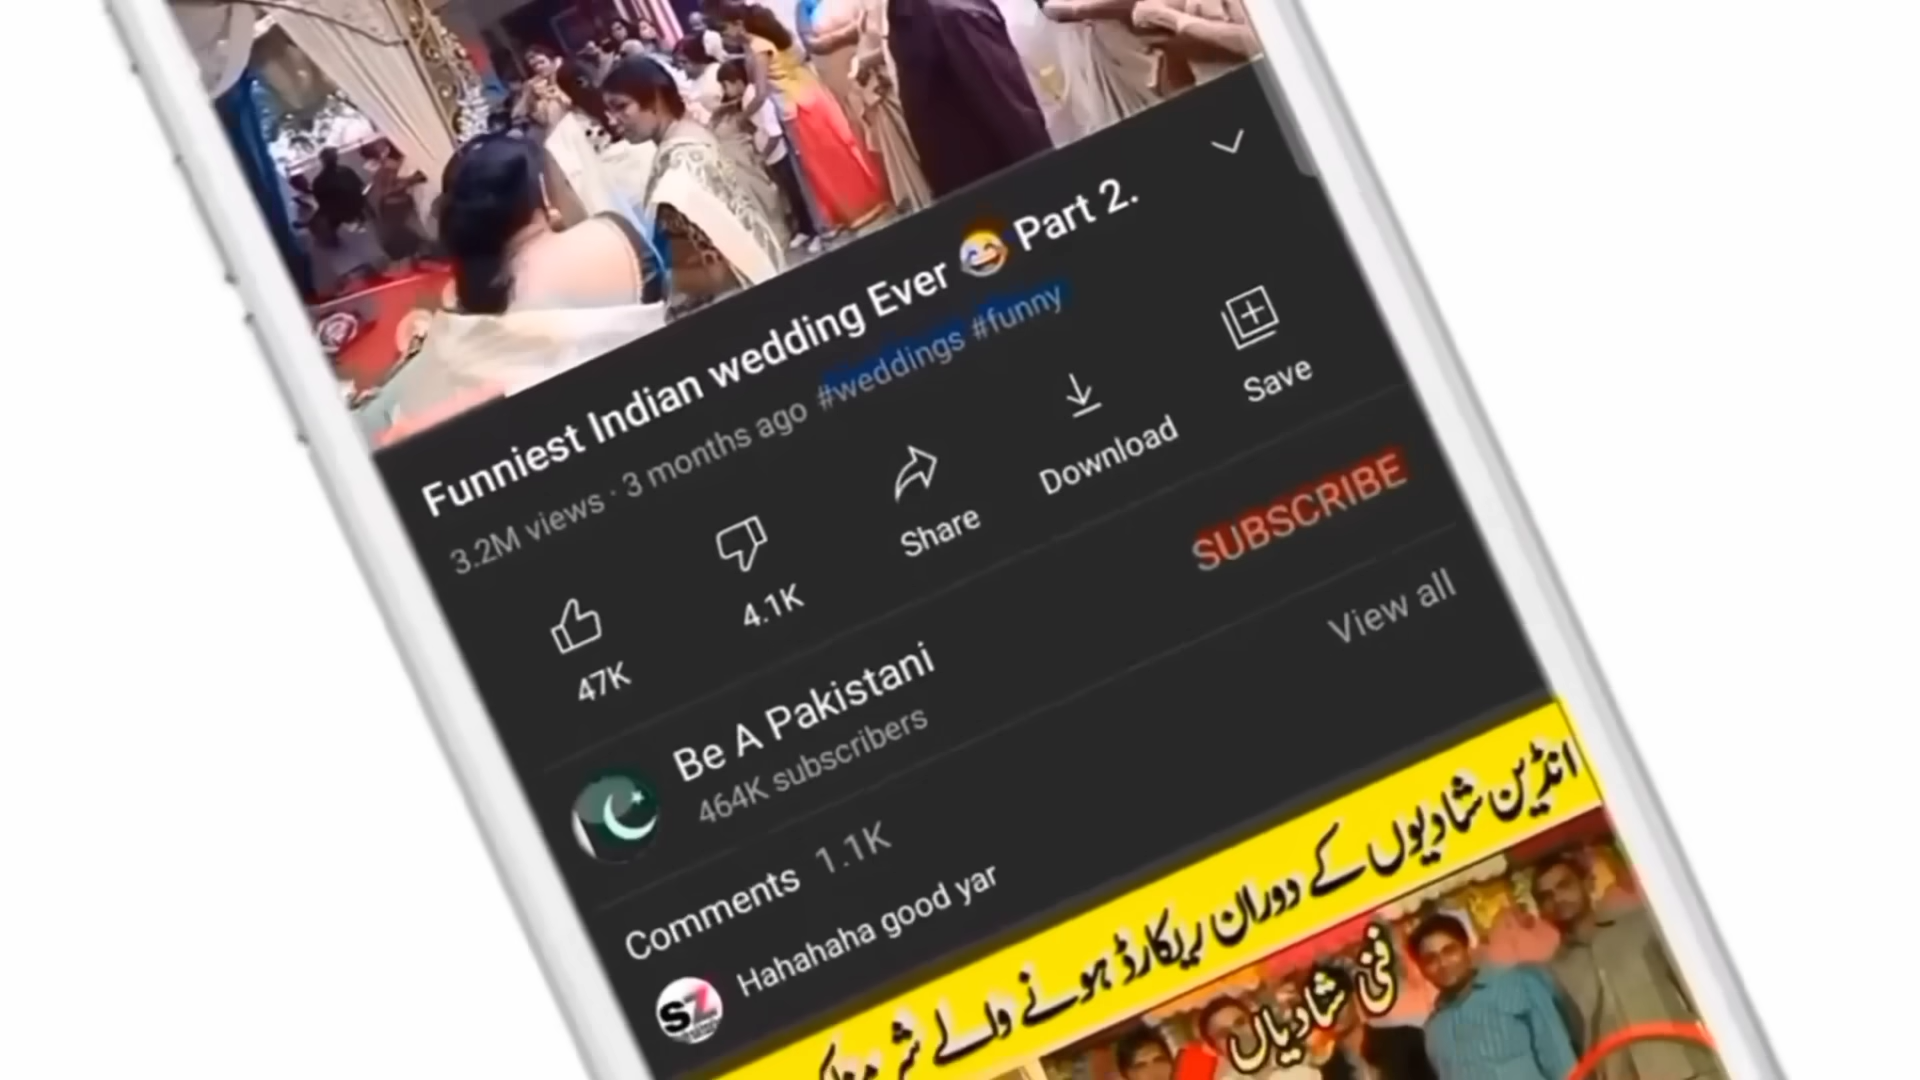 Funniest Indian wedding Ever 😂 Part 2.
3.2M views · 3 months ago #weddings #funny
47K
4.1K
Share
Download
Save
Be A Pakistani
464K subscribers
SUBSCRIBE
Comments 1.1K
View all
Hahahaha good yar
SZ
انڈین شادیوں کے دوران ریکارڈ ہونے والے
فنی شادیاں